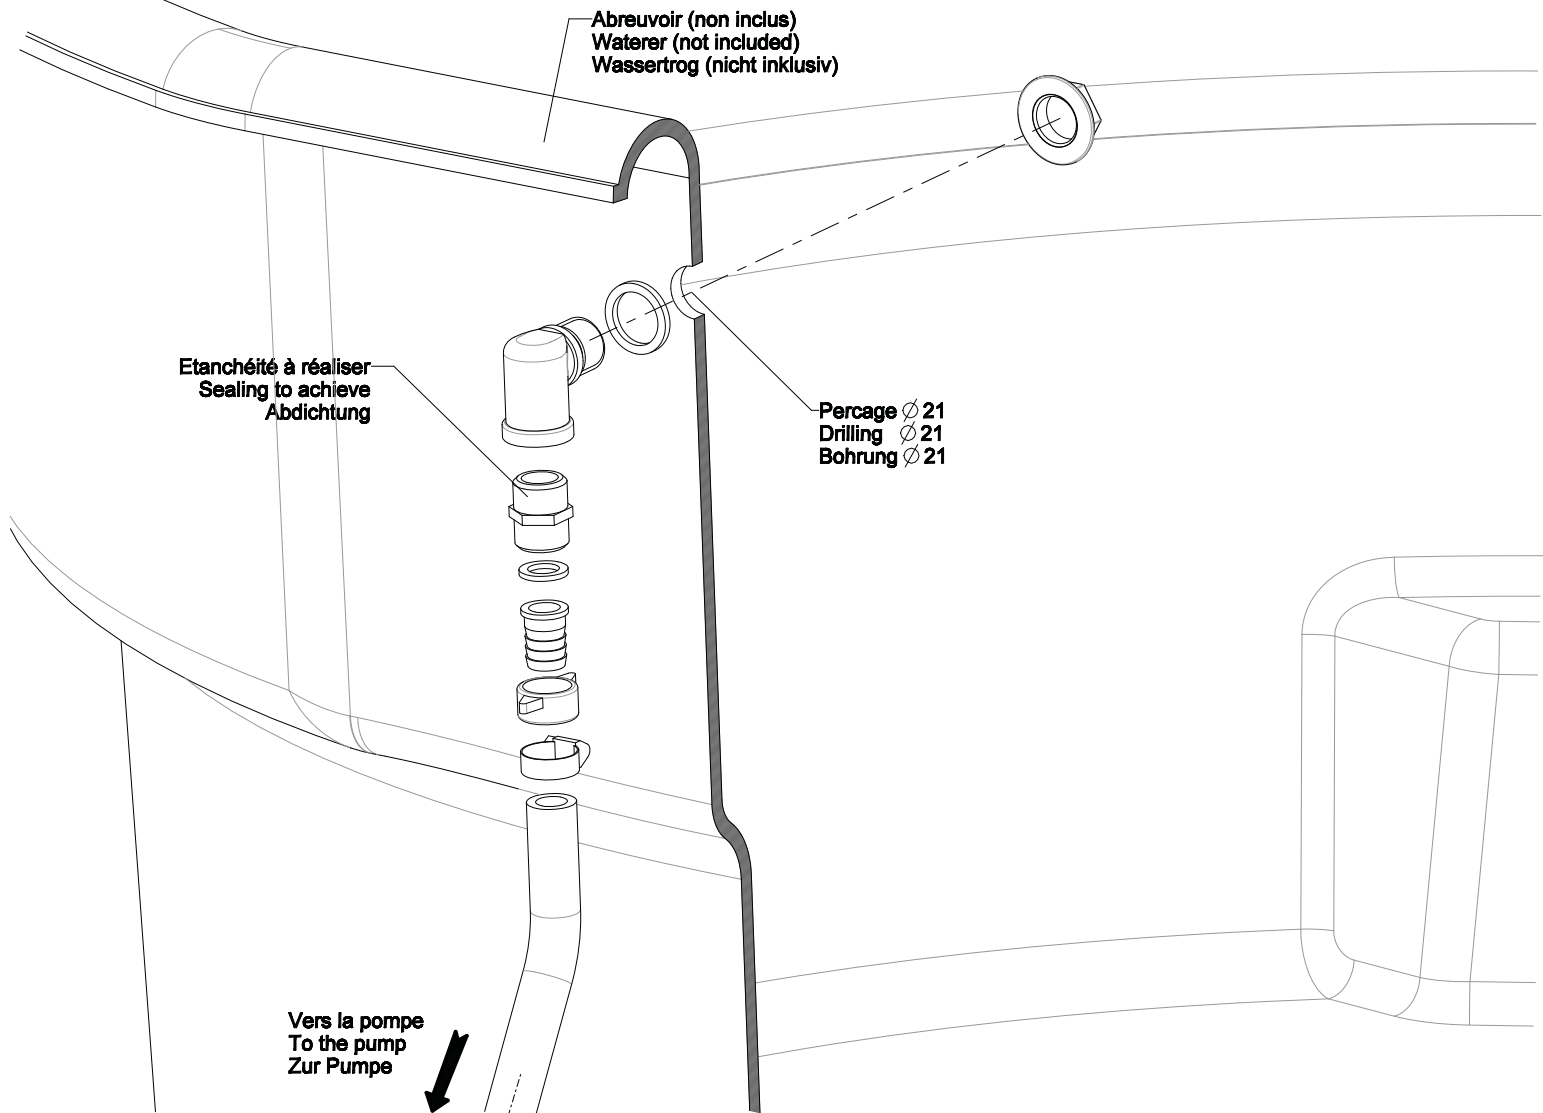 Abreuvoir (non inclus)
Waterer (not included)
Wassertrog (nicht inklusiv)
Etanchéité à réaliser
Sealing to achieve
Abdichtung
Percage ∅ 21
Drilling ∅ 21
Bohrung ∅ 21
Vers la pompe
To the pump
Zur Pumpe